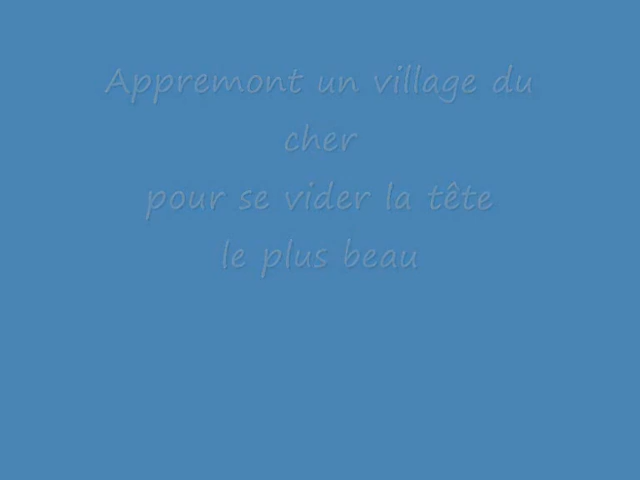 Appremont un village du
cher
pour se vider la tête
le plus beau